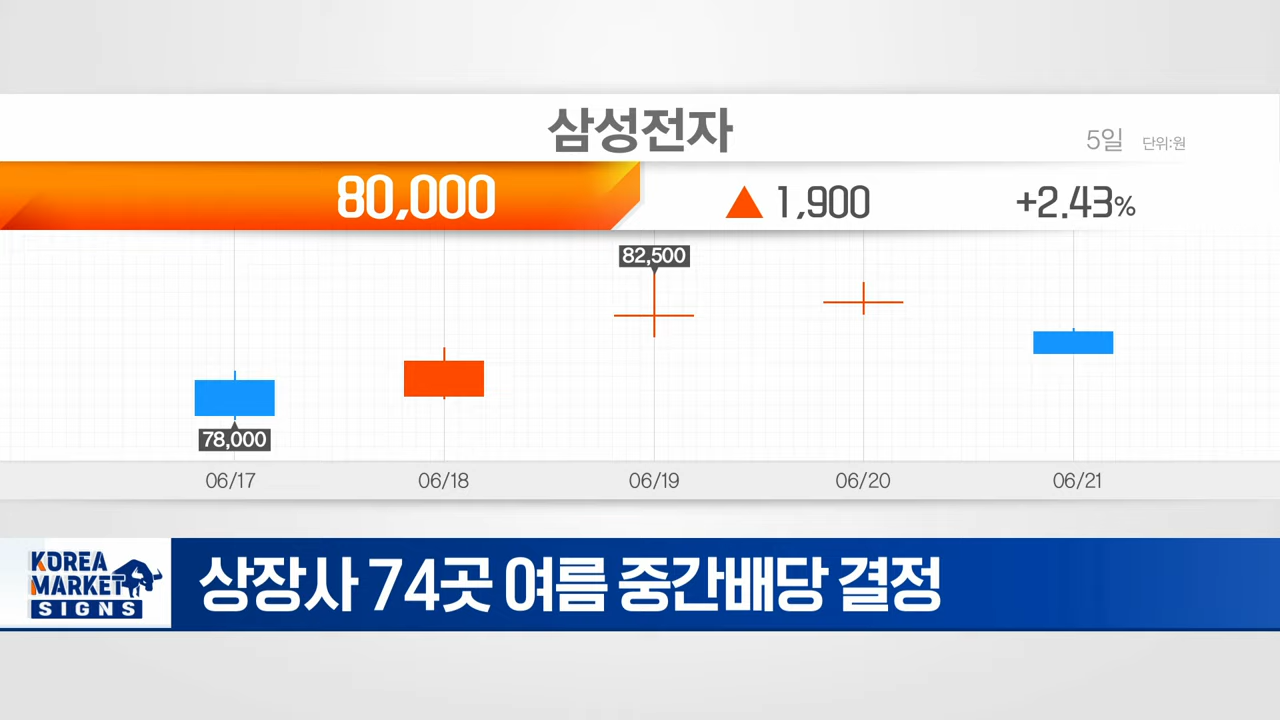 삼성전자
5일 단위:원
80,000 ▲ 1,900 +2.43%
82,500
78,000
06/17 06/18 06/19 06/20 06/21
KOREA
MARKET
SIGNS
상장사 74곳 여름 중간배당 결정